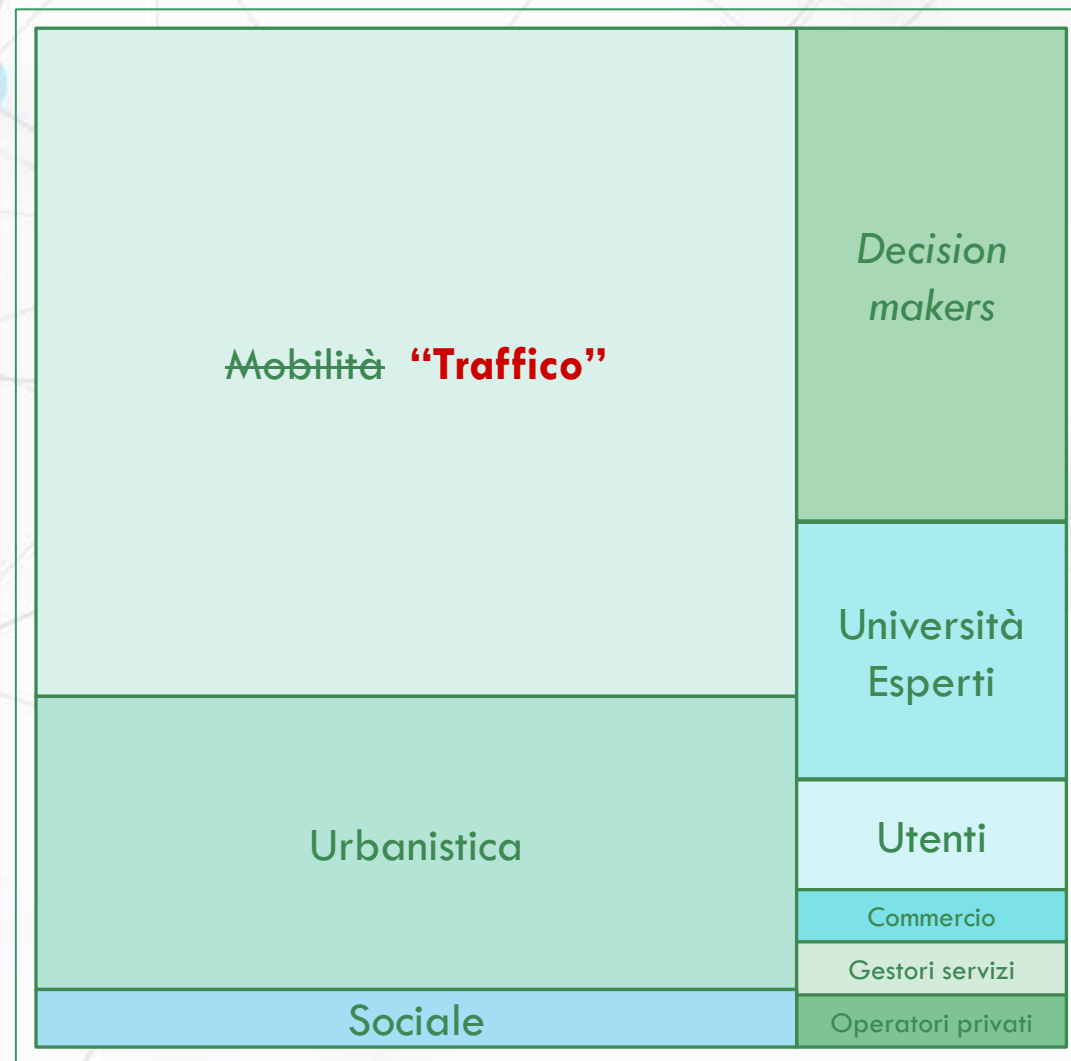 Mobilità “Traffico”
Urbanistica
Sociale
Decision
makers
Università
Esperti
Utenti
Commercio
Gestori servizi
Operatori privati